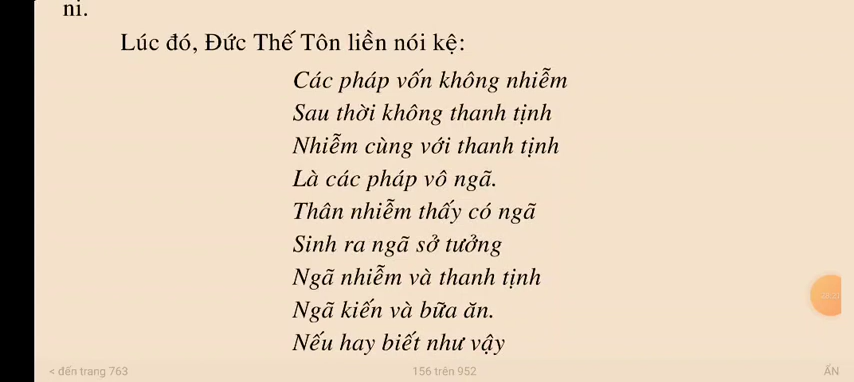 ni.
Lúc đó, Đức Thế Tôn liền nói kệ:
Các pháp vốn không nhiễm
Sau thời không thanh tịnh
Nhiễm cùng với thanh tịnh
Là các pháp vô ngã.
Thân nhiễm thấy có ngã
Sinh ra ngã sở tưởng
Ngã nhiễm và thanh tịnh
Ngã kiến và bữa ăn.
Nếu hay biết như vậy
< đến trang 763 156 trên 952 ẨN